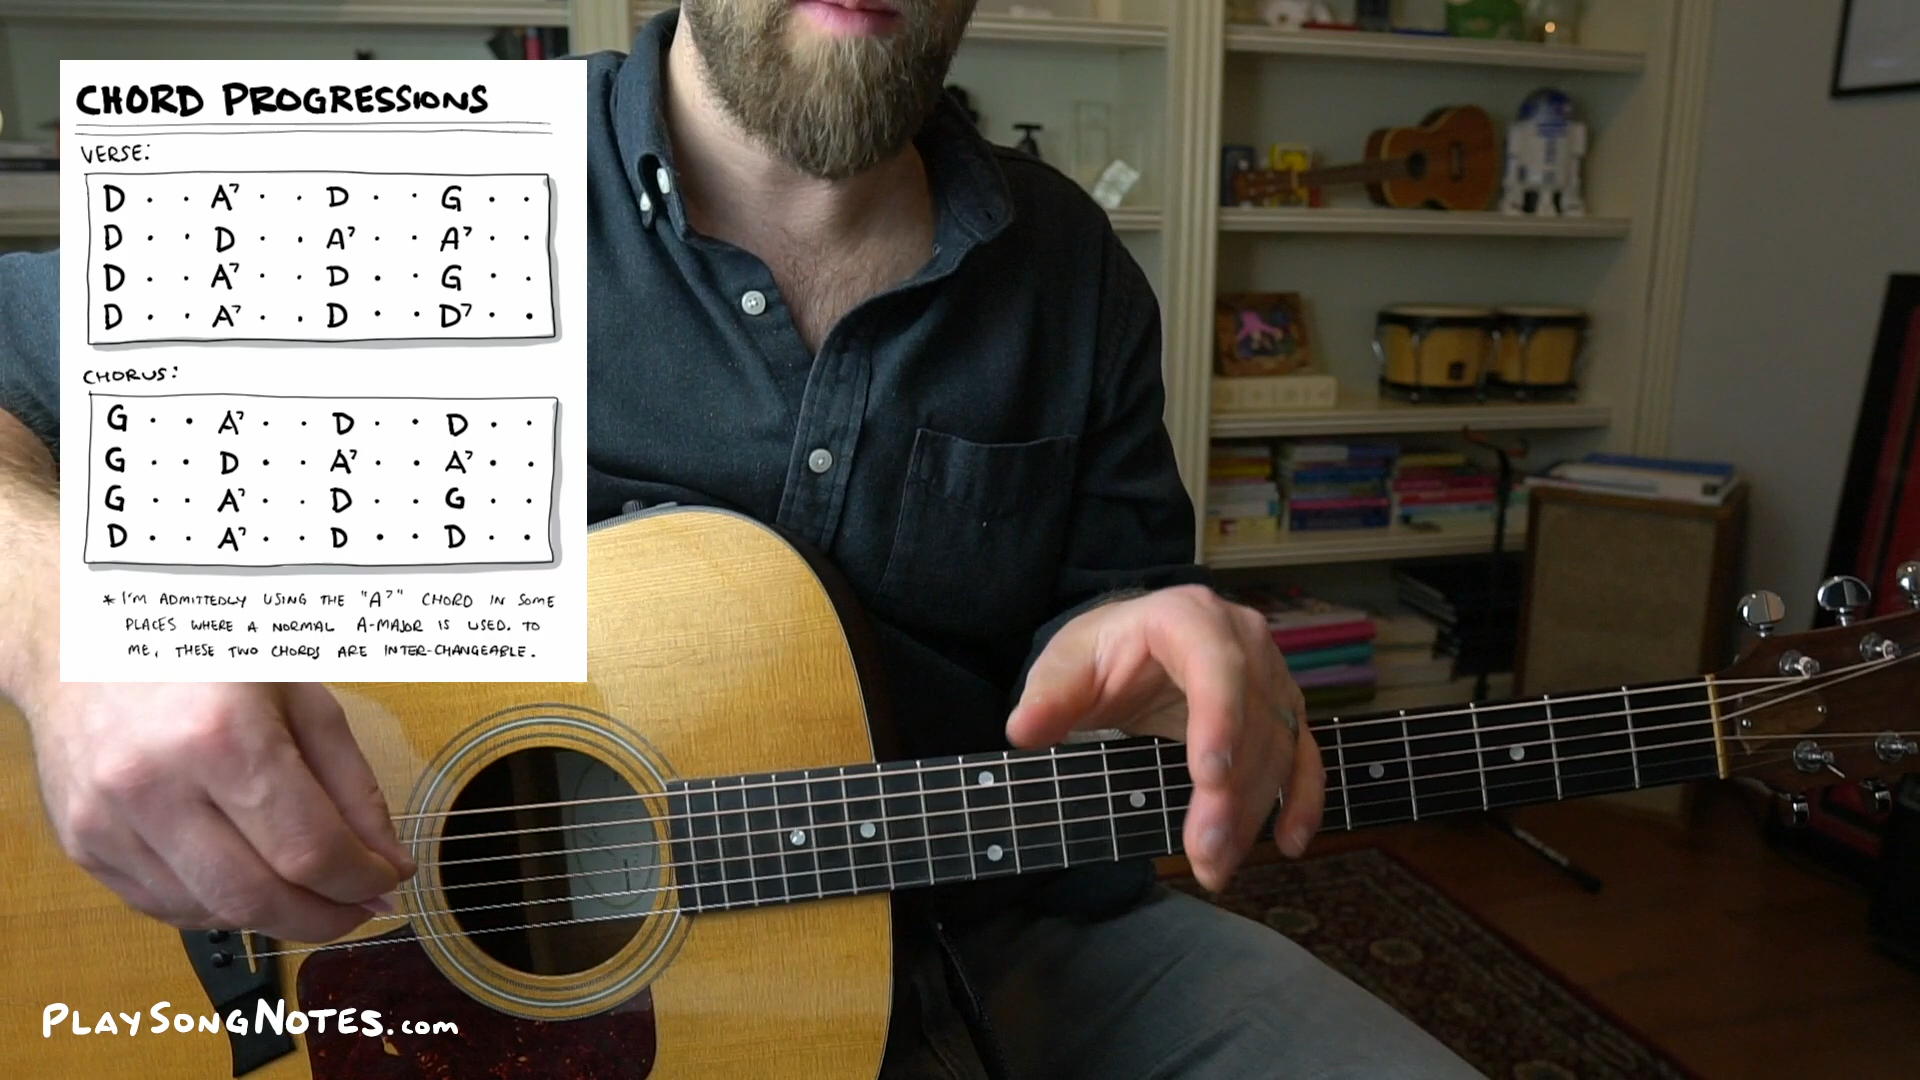 CHORD PROGRESSIONS
VERSE:
D · · A7 · · D · · G · ·
D · · D · · A7 · · A7 · ·
D · · A7 · · D · · G · ·
D · · A7 · · D · · D7 · ·
CHORUS:
G · · A7 · · D · · D · ·
G · · D · · A7 · · A7 · ·
G · · A7 · · D · · G · ·
D · · A7 · · D · · D · ·
* I'M ADMITTEDLY USING THE "A7" CHORD IN SOME
PLACES WHERE A NORMAL A-MAJOR IS USED. TO
ME, THESE TWO CHORDS ARE INTER-CHANGEABLE.
PLAYSONGNOTES.com